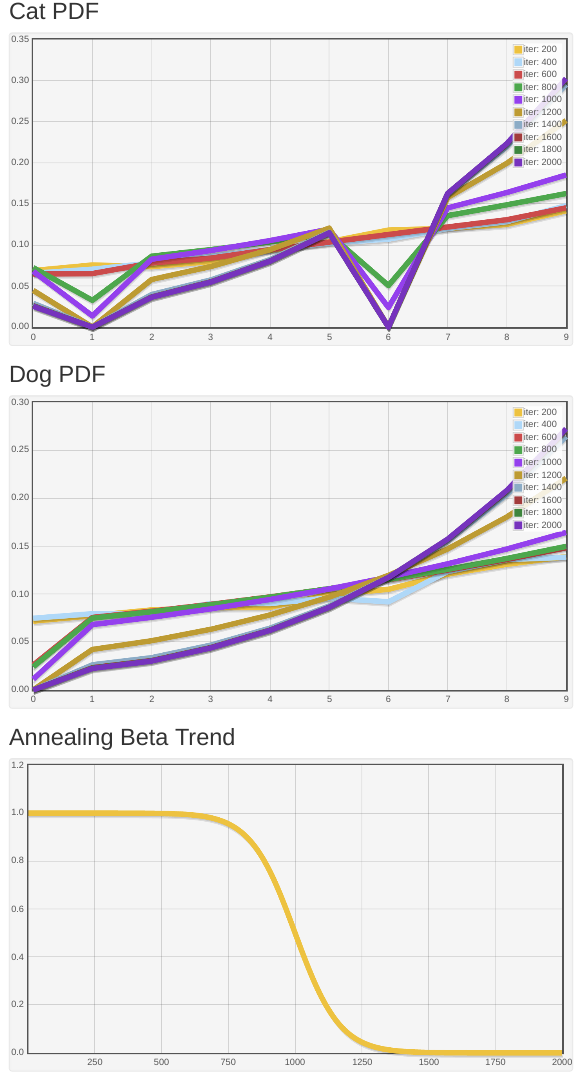 Cat PDF
0.35
0.30
0.25
0.20
0.15
0.10
0.05
0.00
iter: 200
iter: 400
iter: 600
iter: 800
iter: 1000
iter: 1200
iter: 1400
iter: 1600
iter: 1800
iter: 2000
0 1 2 3 4 5 6 7 8 9
Dog PDF
0.30
0.25
0.20
0.15
0.10
0.05
0.00
iter: 200
iter: 400
iter: 600
iter: 800
iter: 1000
iter: 1200
iter: 1400
iter: 1600
iter: 1800
iter: 2000
0 1 2 3 4 5 6 7 8 9
Annealing Beta Trend
1.2
1.0
0.8
0.6
0.4
0.2
0.0
250 500 750 1000 1250 1500 1750 2000